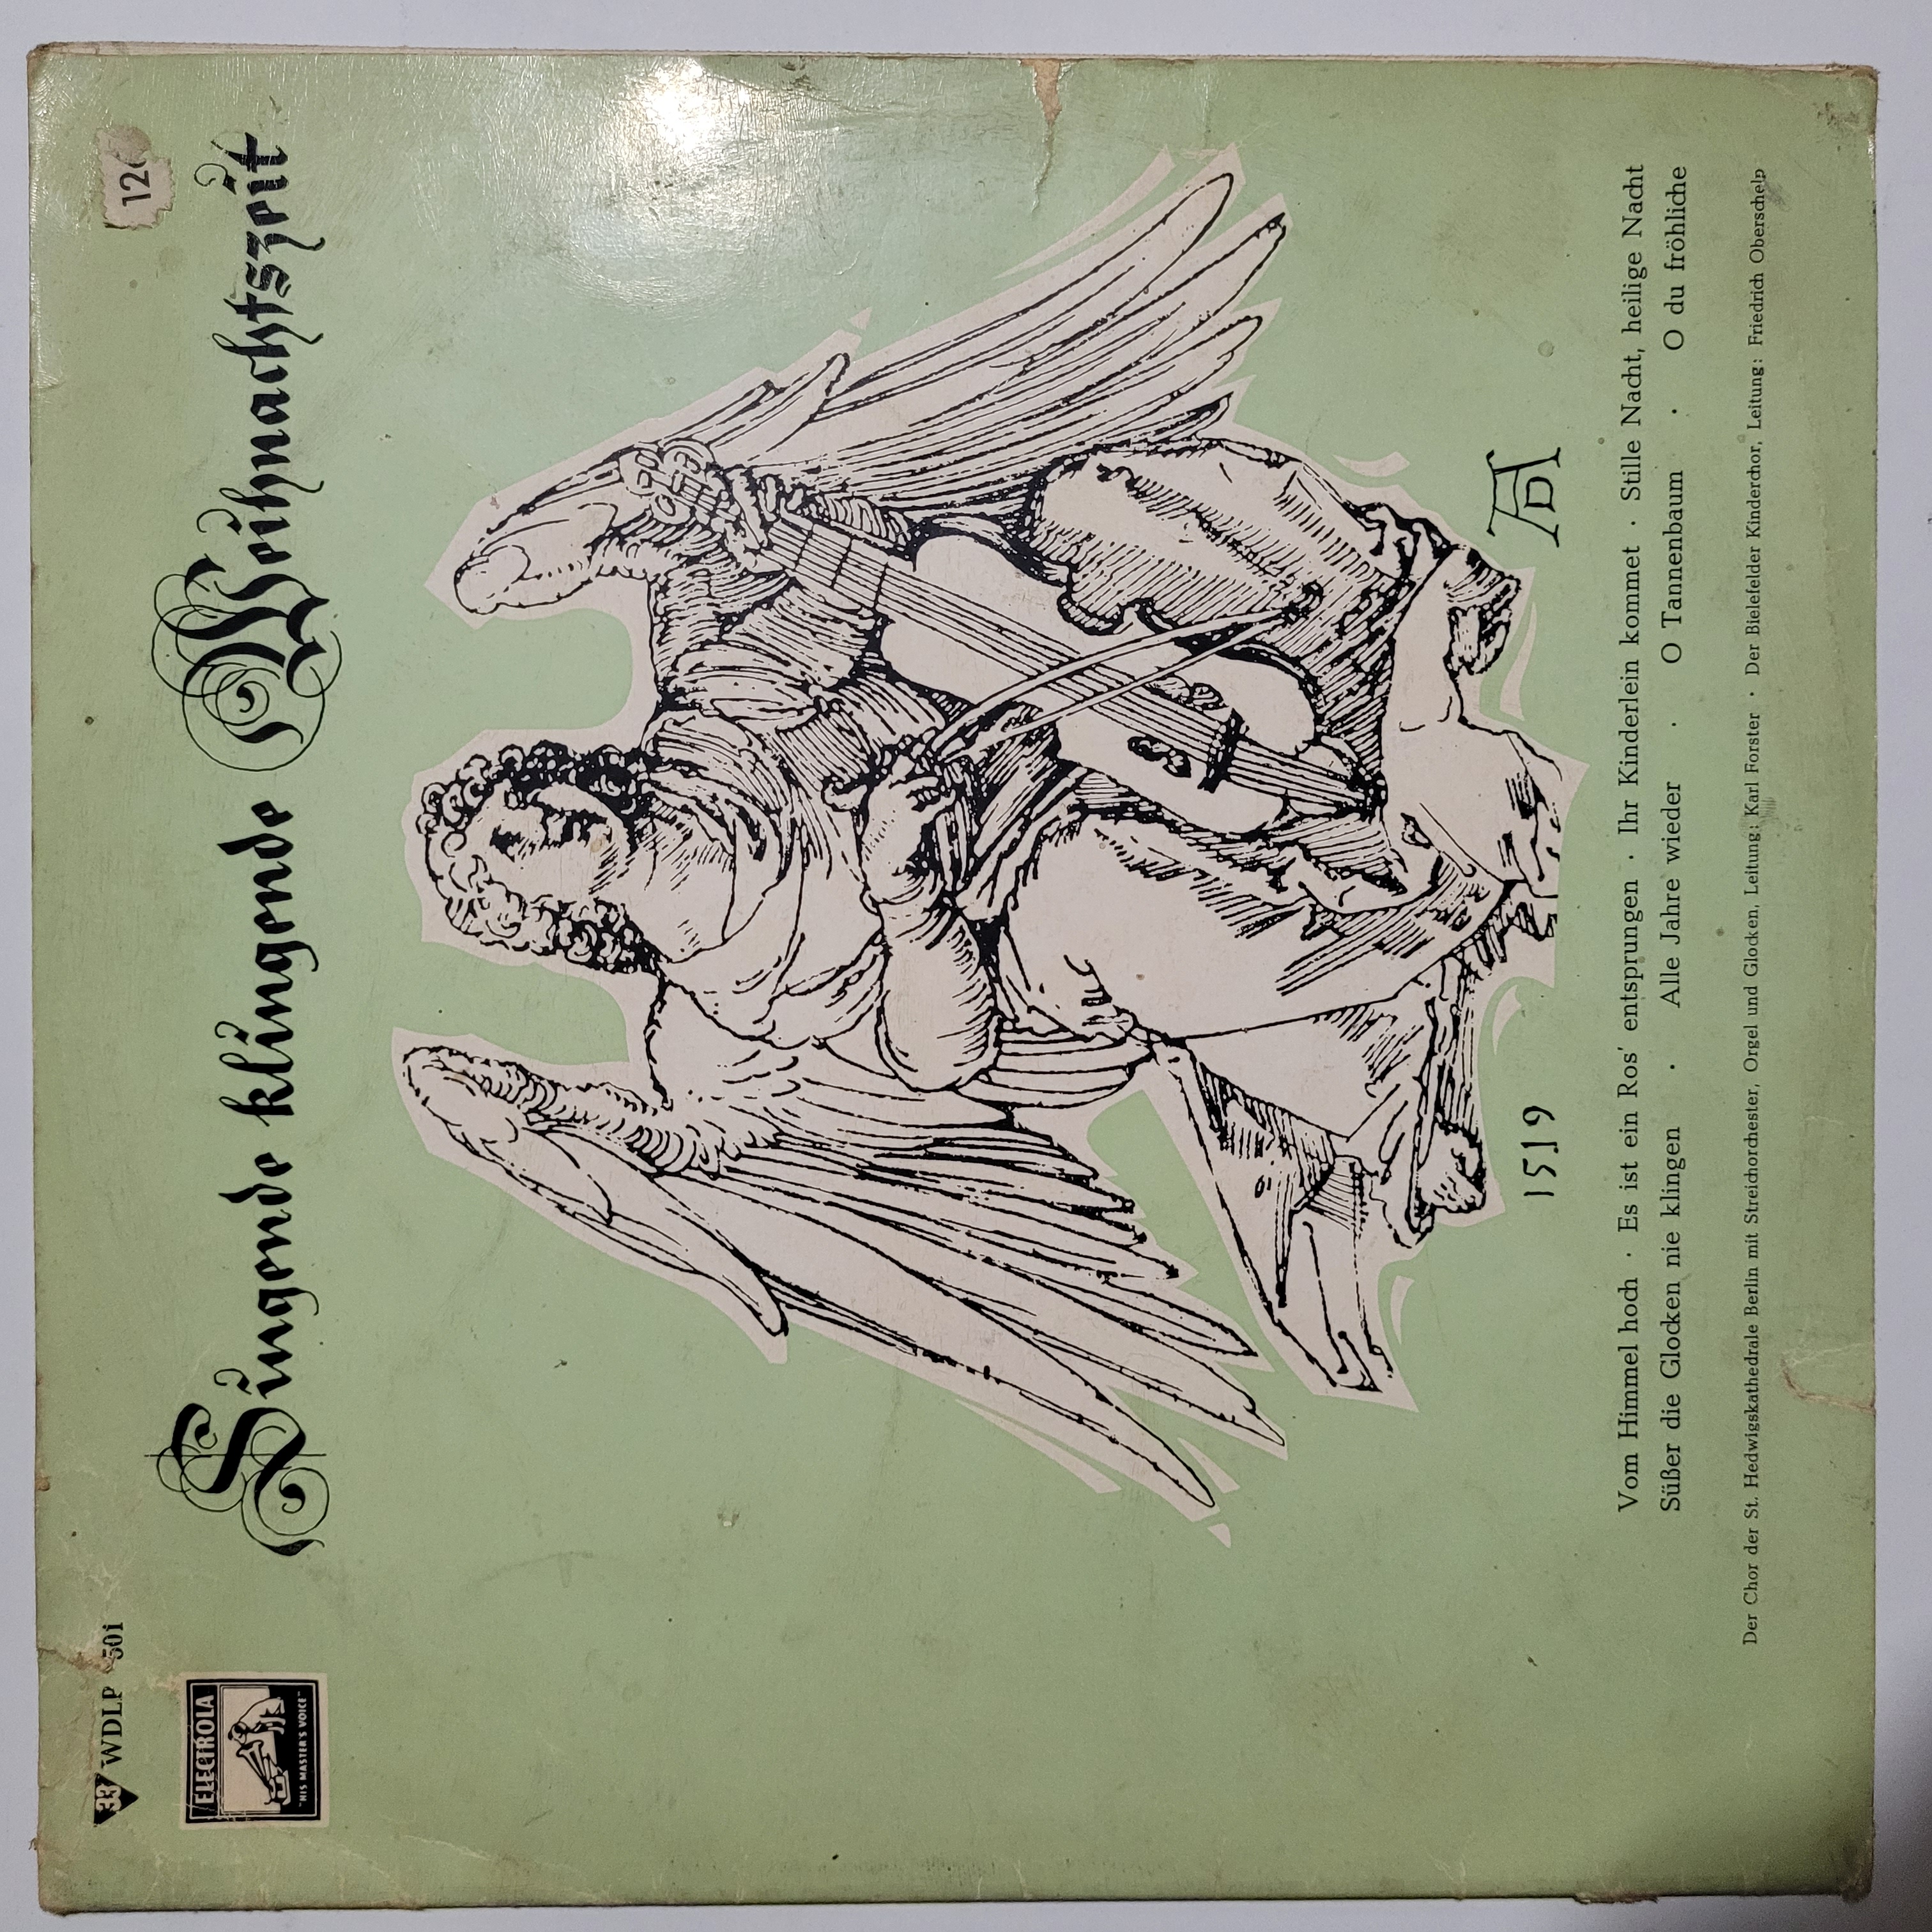 33 WDLP 501
120
ELECTROLA
"HIS MASTER'S VOICE"
Singende klingende Weihnachtszeit
1519
AD
Vom Himmel hoch · Es ist ein Ros' entsprungen · Ihr Kinderlein kommet · Stille Nacht, heilige Nacht
Süßer die Glocken nie klingen · Alle Jahre wieder · O Tannenbaum · O du fröhliche
Der Chor der St. Hedwigskathedrale Berlin mit Streichorchester, Orgel und Glocken, Leitung: Karl Forster · Der Bielefelder Kinderchor, Leitung: Friedrich Oberschelp